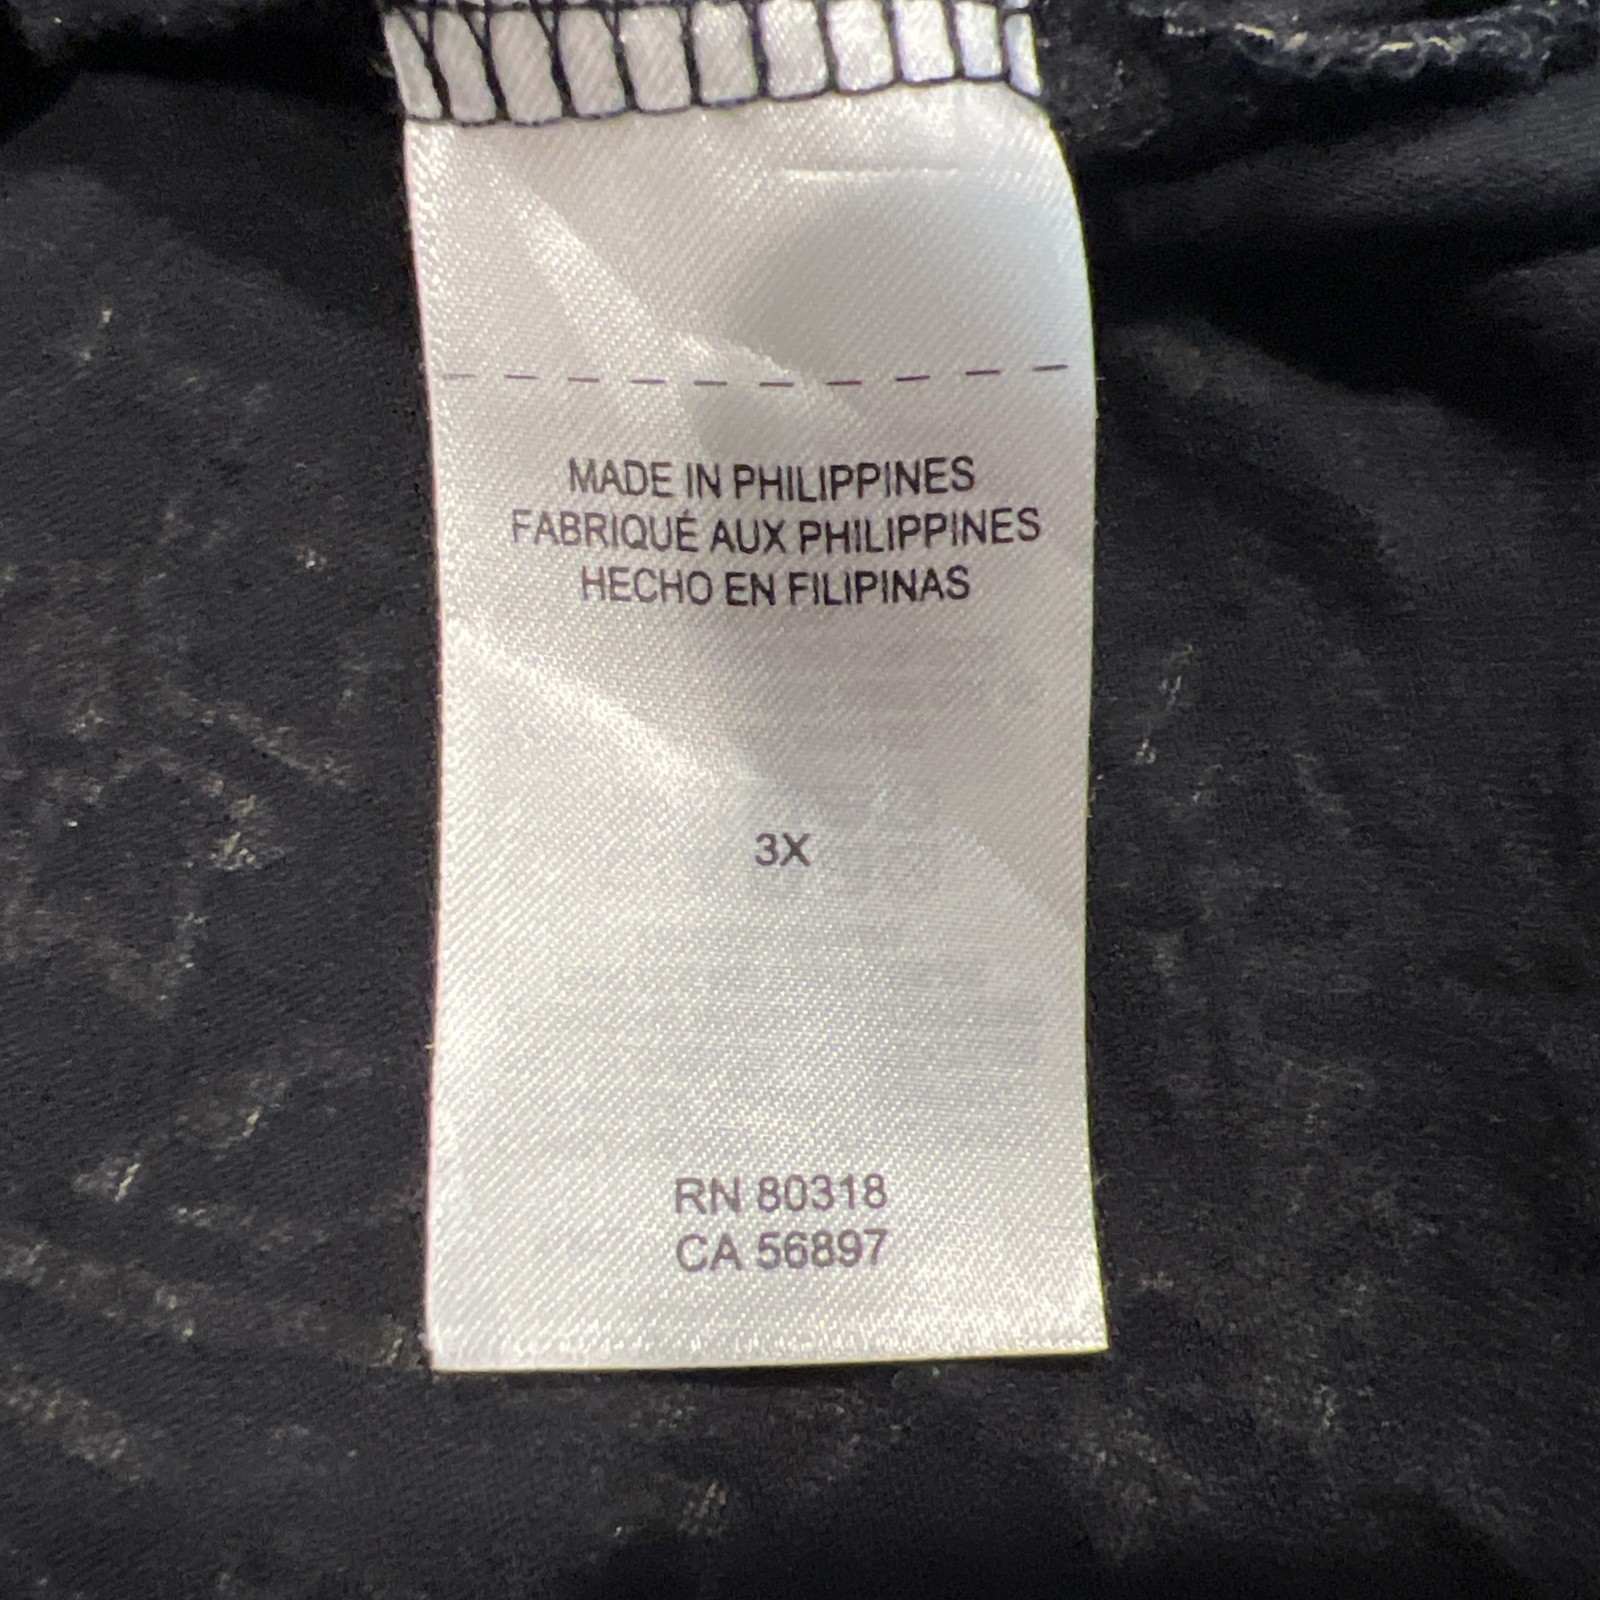 MADE IN PHILIPPINES
FABRIQUÉ AUX PHILIPPINES
HECHO EN FILIPINAS
3X
RN 80318
CA 56897